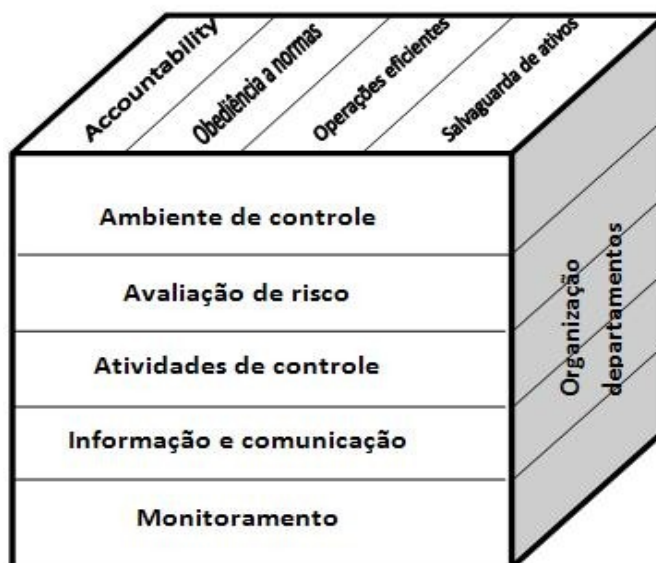 Accountability
Obediência a normas
Operações eficientes
Salvaguarda de ativos
Ambiente de controle
Avaliação de risco
Atividades de controle
Informação e comunicação
Monitoramento
Organização
departamentos